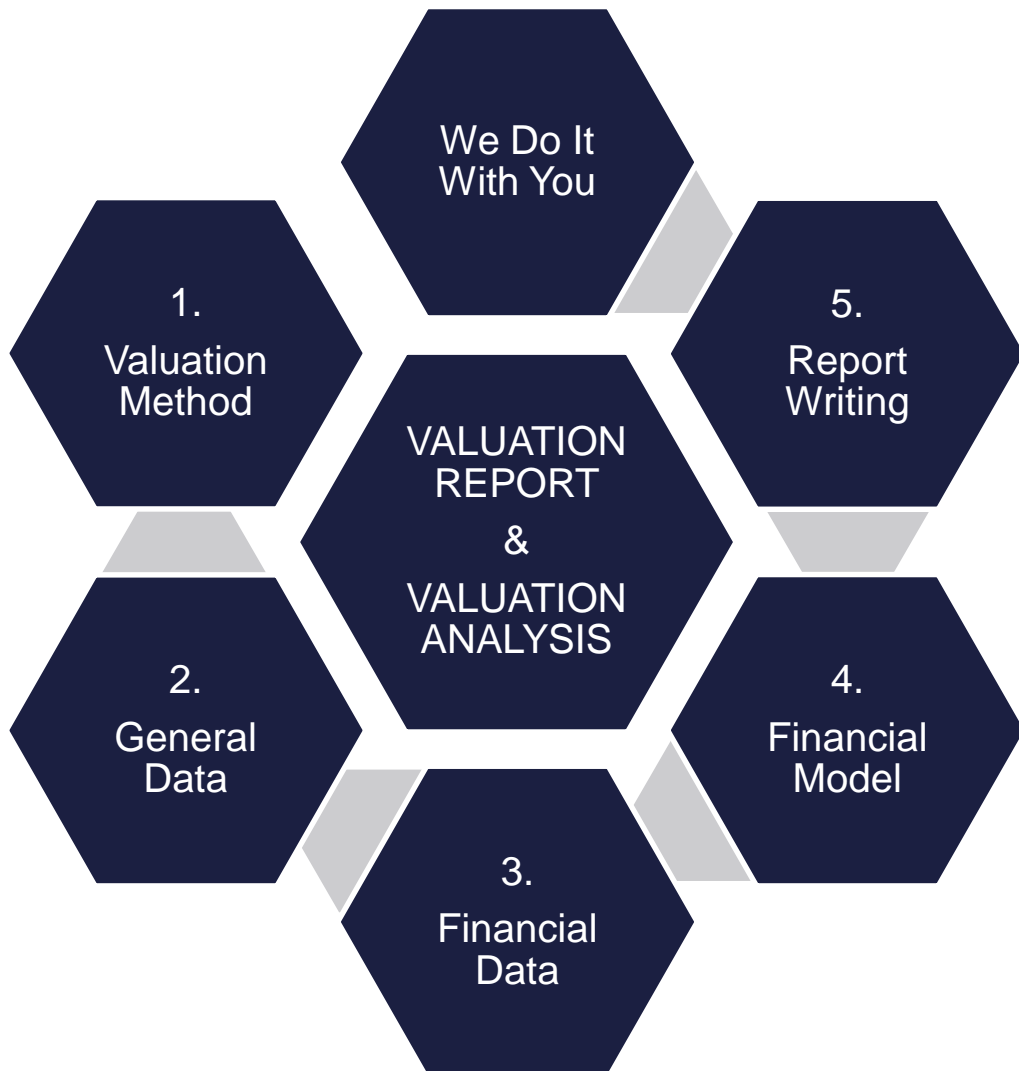 We Do It
With You
1.
Valuation
Method
5.
Report
Writing
VALUATION
REPORT
&
VALUATION
ANALYSIS
2.
General
Data
4.
Financial
Model
3.
Financial
Data